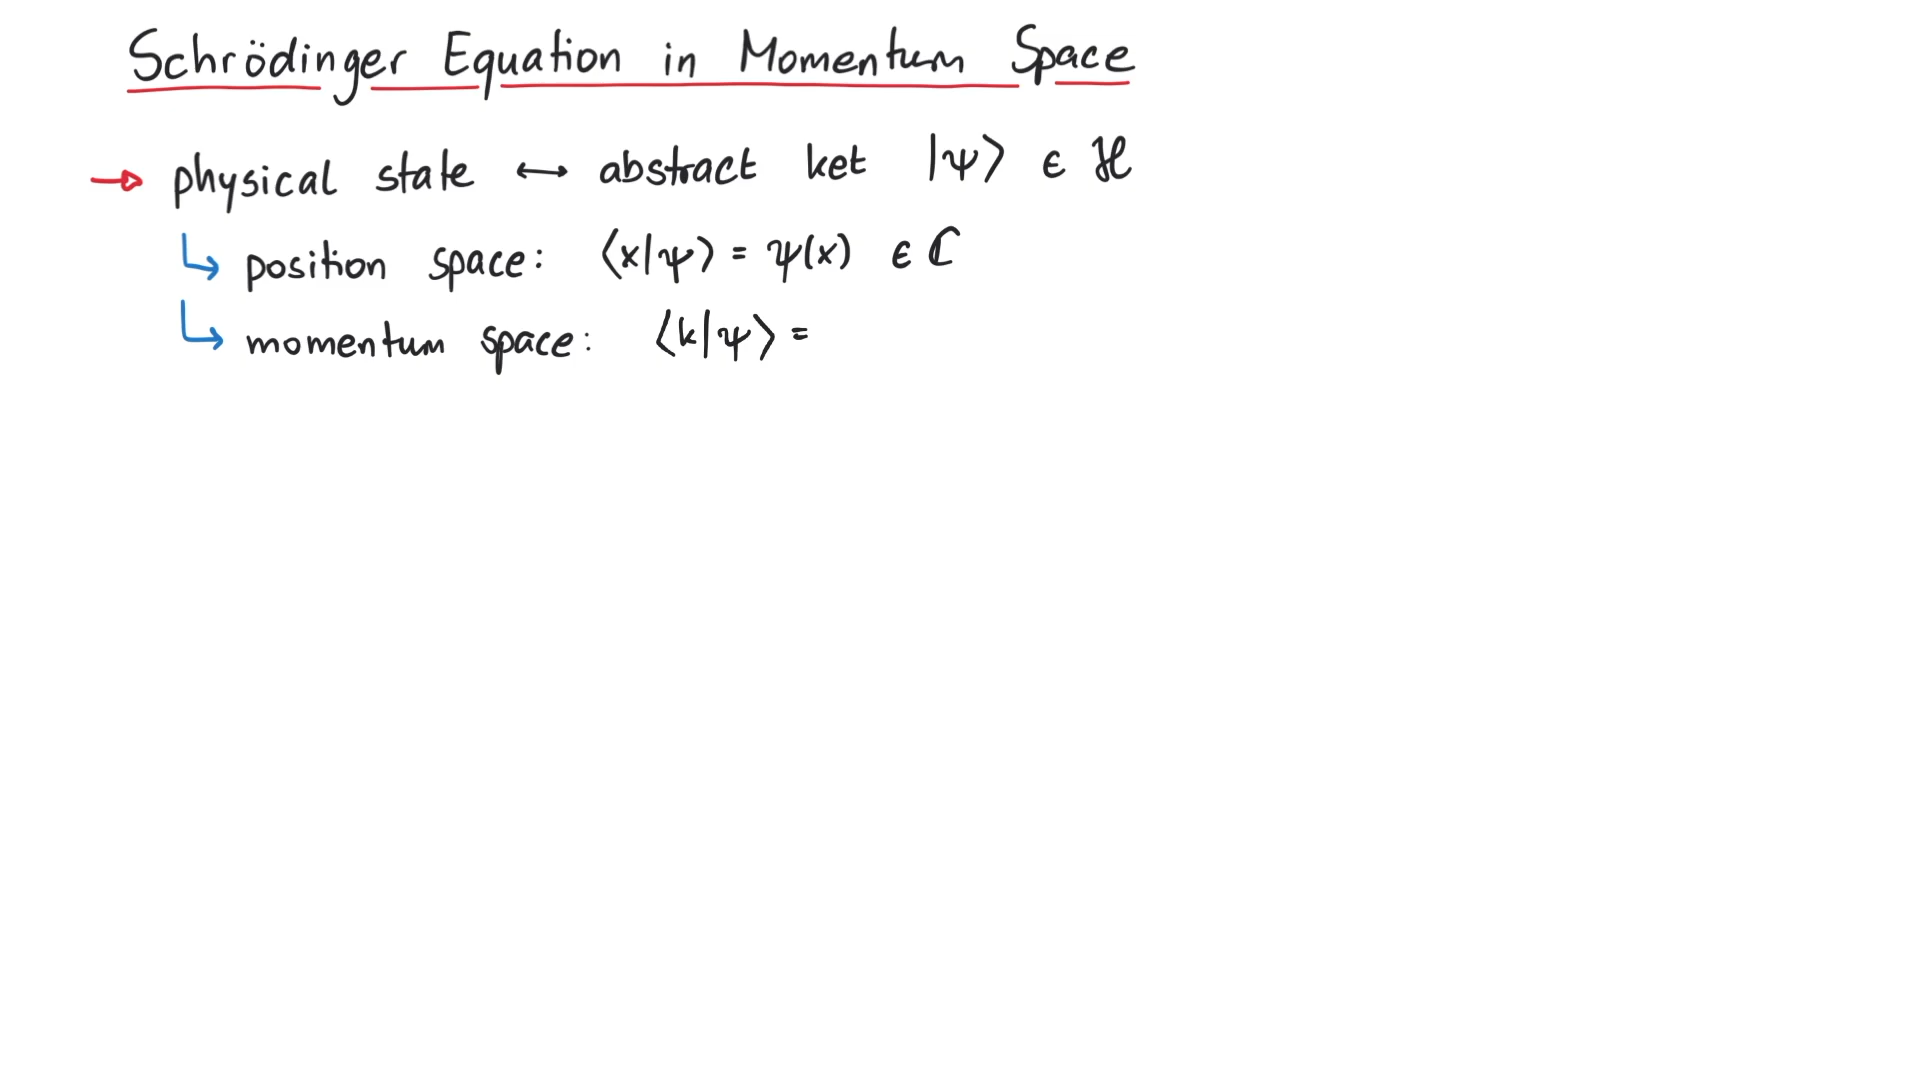 Schrödinger Equation in Momentum Space
→ physical state ↔ abstract ket |ψ⟩ ∈ ℋ
↳ position space: ⟨x|ψ⟩ = ψ(x) ∈ ℂ
↳ momentum space: ⟨k|ψ⟩ =